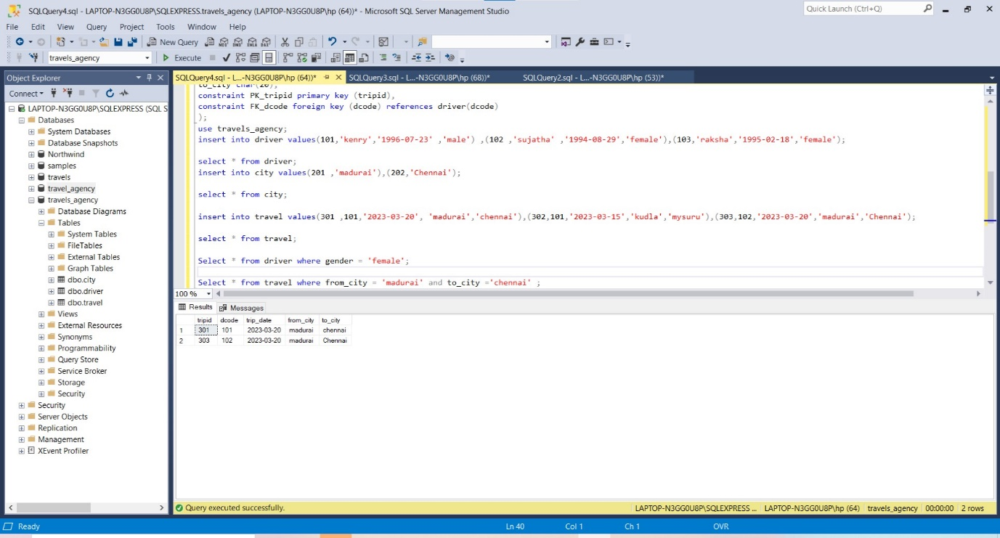 SQLQuery4.sql - LAPTOP-N3GG0U8P\SQLEXPRESS.travels_agency (LAPTOP-N3GG0U8P\hp (64))* - Microsoft SQL Server Management Studio
Quick Launch (Ctrl+Q)
File Edit View Query Project Tools Window Help
New Query
travels_agency Execute
Object Explorer
SQLQuery4.sql - L...-N3GG0U8P\hp (64))* SQLQuery3.sql - L...-N3GG0U8P\hp (68))* SQLQuery2.sql - L...-N3GG0U8P\hp (53))*
Connect
LAPTOP-N3GG0U8P\SQLEXPRESS (SQL S
Databases
System Databases
Database Snapshots
Northwind
samples
travels
travel_agency
travels_agency
Database Diagrams
Tables
System Tables
FileTables
External Tables
Graph Tables
dbo.city
dbo.driver
dbo.travel
Views
External Resources
Synonyms
Programmability
Query Store
Service Broker
Storage
Security
Security
Server Objects
Replication
Management
XEvent Profiler
to_city char(20),
constraint PK_tripid primary key (tripid),
constraint FK_dcode foreign key (dcode) references driver(dcode)
);
use travels_agency;
insert into driver values(101,'kenry','1996-07-23' ,'male') ,(102 ,'sujatha' ,'1994-08-29','female'),(103,'raksha','1995-02-18','female');
select * from driver;
insert into city values(201 ,'madurai'),(202,'Chennai');
select * from city;
insert into travel values(301 ,101,'2023-03-20', 'madurai','chennai'),(302,101,'2023-03-15','kudla','mysuru'),(303,102,'2023-03-20','madurai','Chennai');
select * from travel;
Select * from driver where gender = 'female';
Select * from travel where from_city = 'madurai' and to_city ='chennai' ;
100 %
Results Messages
tripid dcode trip_date from_city to_city
1 301 101 2023-03-20 madurai chennai
2 303 102 2023-03-20 madurai Chennai
Query executed successfully. LAPTOP-N3GG0U8P\SQLEXPRESS ... LAPTOP-N3GG0U8P\hp (64) travels_agency 00:00:00 2 rows
Ready Ln 40 Col 1 Ch 1 OVR